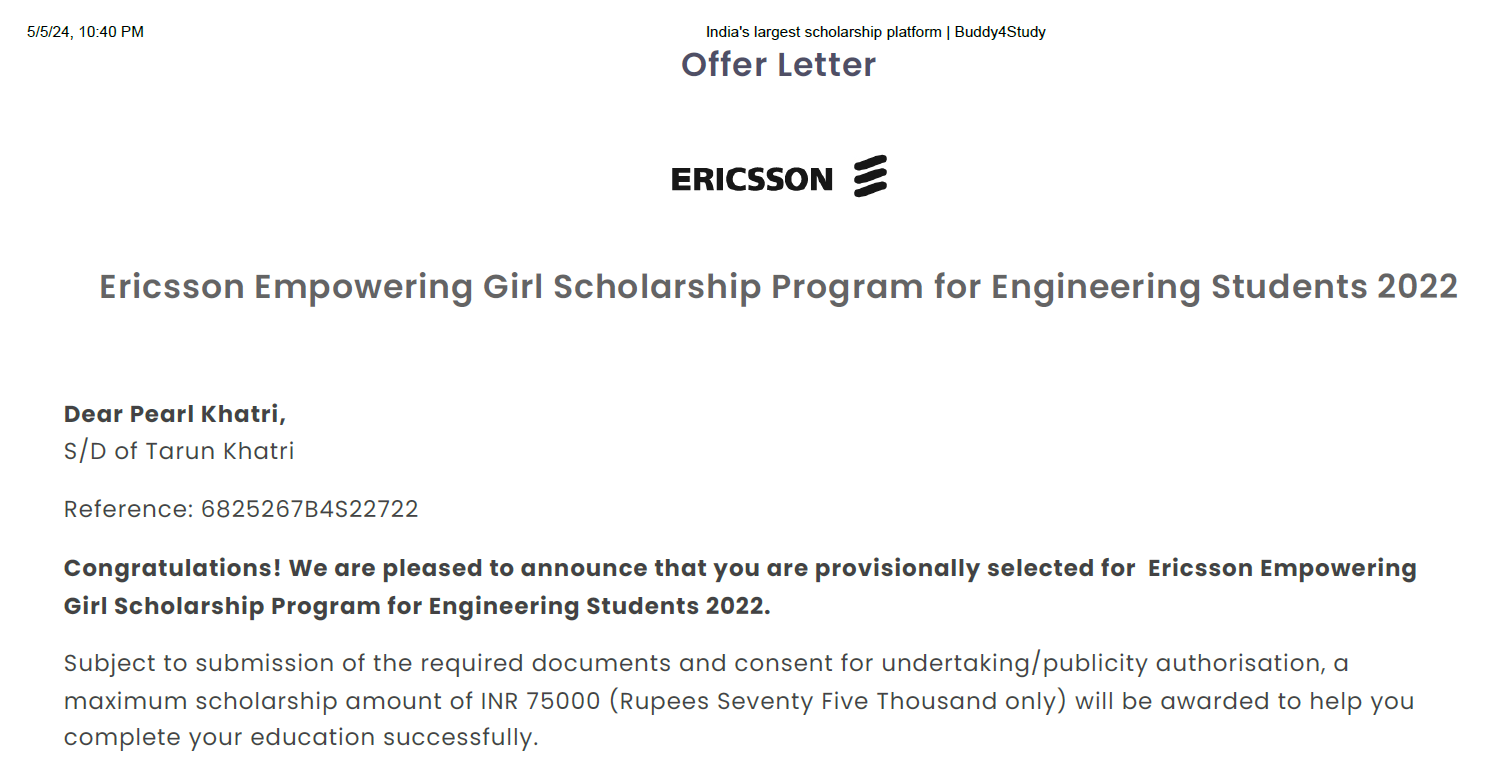 5/5/24, 10:40 PM
India's largest scholarship platform | Buddy4Study
Offer Letter
ERICSSON
Ericsson Empowering Girl Scholarship Program for Engineering Students 2022
Dear Pearl Khatri,
S/D of Tarun Khatri
Reference: 6825267B4S22722
Congratulations! We are pleased to announce that you are provisionally selected for Ericsson Empowering
Girl Scholarship Program for Engineering Students 2022.
Subject to submission of the required documents and consent for undertaking/publicity authorisation, a
maximum scholarship amount of INR 75000 (Rupees Seventy Five Thousand only) will be awarded to help you
complete your education successfully.